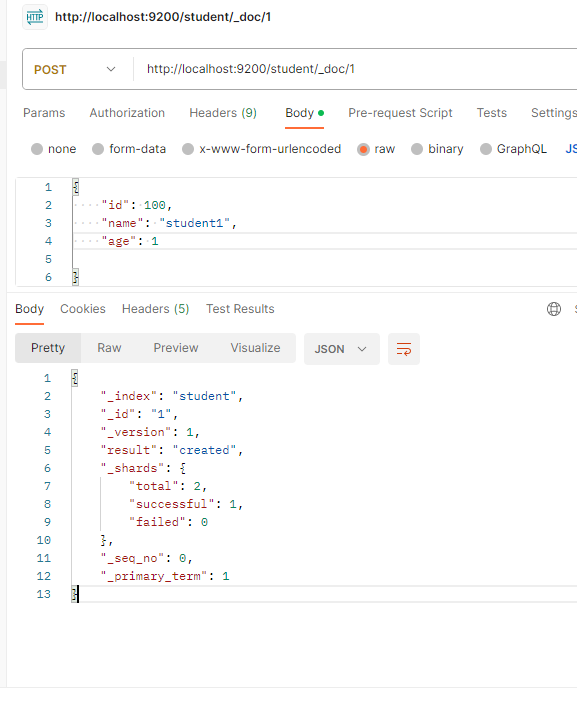 HTTP http://localhost:9200/student/_doc/1
POST http://localhost:9200/student/_doc/1
Params Authorization Headers (9) Body Pre-request Script Tests Settings
none form-data x-www-form-urlencoded raw binary GraphQL JS
1 {
2 "id": 100,
3 "name": "student1",
4 "age": 1
5
6 }
Body Cookies Headers (5) Test Results
Pretty Raw Preview Visualize JSON
1 {
2 "_index": "student",
3 "_id": "1",
4 "_version": 1,
5 "result": "created",
6 "_shards": {
7 "total": 2,
8 "successful": 1,
9 "failed": 0
10 },
11 "_seq_no": 0,
12 "_primary_term": 1
13 }